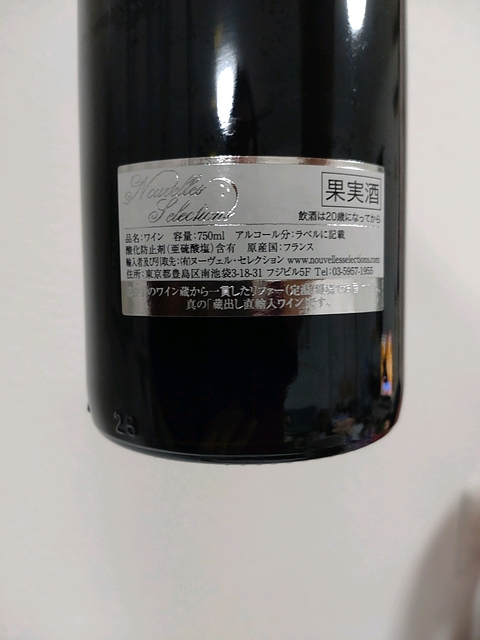 Nouvelles
Selections
果実酒
飲酒は20歳になってから
品名:ワイン 容量:750ml アルコール分:ラベルに記載
酸化防止剤(亜硫酸塩)含有 原産国:フランス
輸入者及び引取先:(有)ヌーヴェル・セレクション www.nouvellesselections.com
住所:東京都豊島区南池袋3-18-31 フジビル5F Tel:03-5957-1955
のワイン蔵から一貫したリファー(定温
真の「蔵出し直輸入ワイン」です。
26